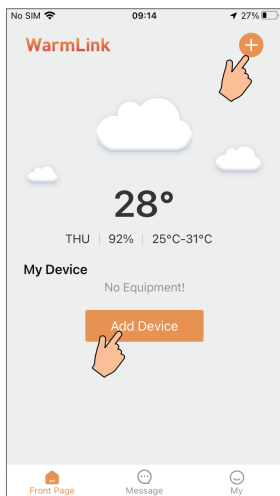 No SIM 09:14 27%
WarmLink
28°
THU | 92% | 25°C-31°C
My Device
No Equipment!
Add Device
Front Page Message My